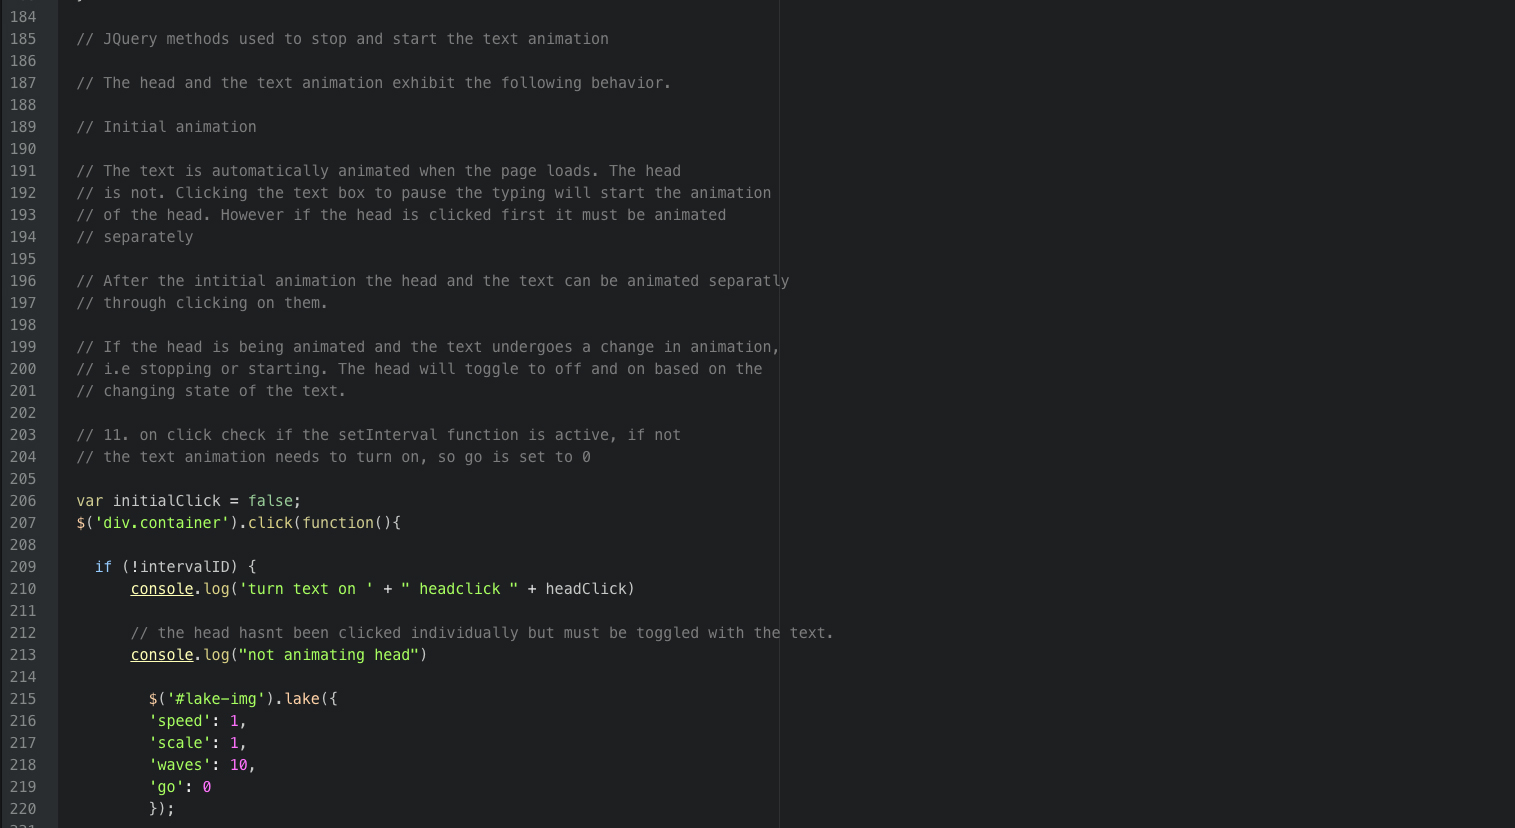 184
185 // JQuery methods used to stop and start the text animation
186
187 // The head and the text animation exhibit the following behavior.
188
189 // Initial animation
190
191 // The text is automatically animated when the page loads. The head
192 // is not. Clicking the text box to pause the typing will start the animation
193 // of the head. However if the head is clicked first it must be animated
194 // separately
195
196 // After the intitial animation the head and the text can be animated separatly
197 // through clicking on them.
198
199 // If the head is being animated and the text undergoes a change in animation,
200 // i.e stopping or starting. The head will toggle to off and on based on the
201 // changing state of the text.
202
203 // 11. on click check if the setInterval function is active, if not
204 // the text animation needs to turn on, so go is set to 0
205
206 var initialClick = false;
207 $('div.container').click(function(){
208
209 if (!intervalID) {
210 console.log('turn text on ' + " headclick " + headClick)
211
212 // the head hasnt been clicked individually but must be toggled with the text.
213 console.log("not animating head")
214
215 $('#lake-img').lake({
216 'speed': 1,
217 'scale': 1,
218 'waves': 10,
219 'go': 0
220 });